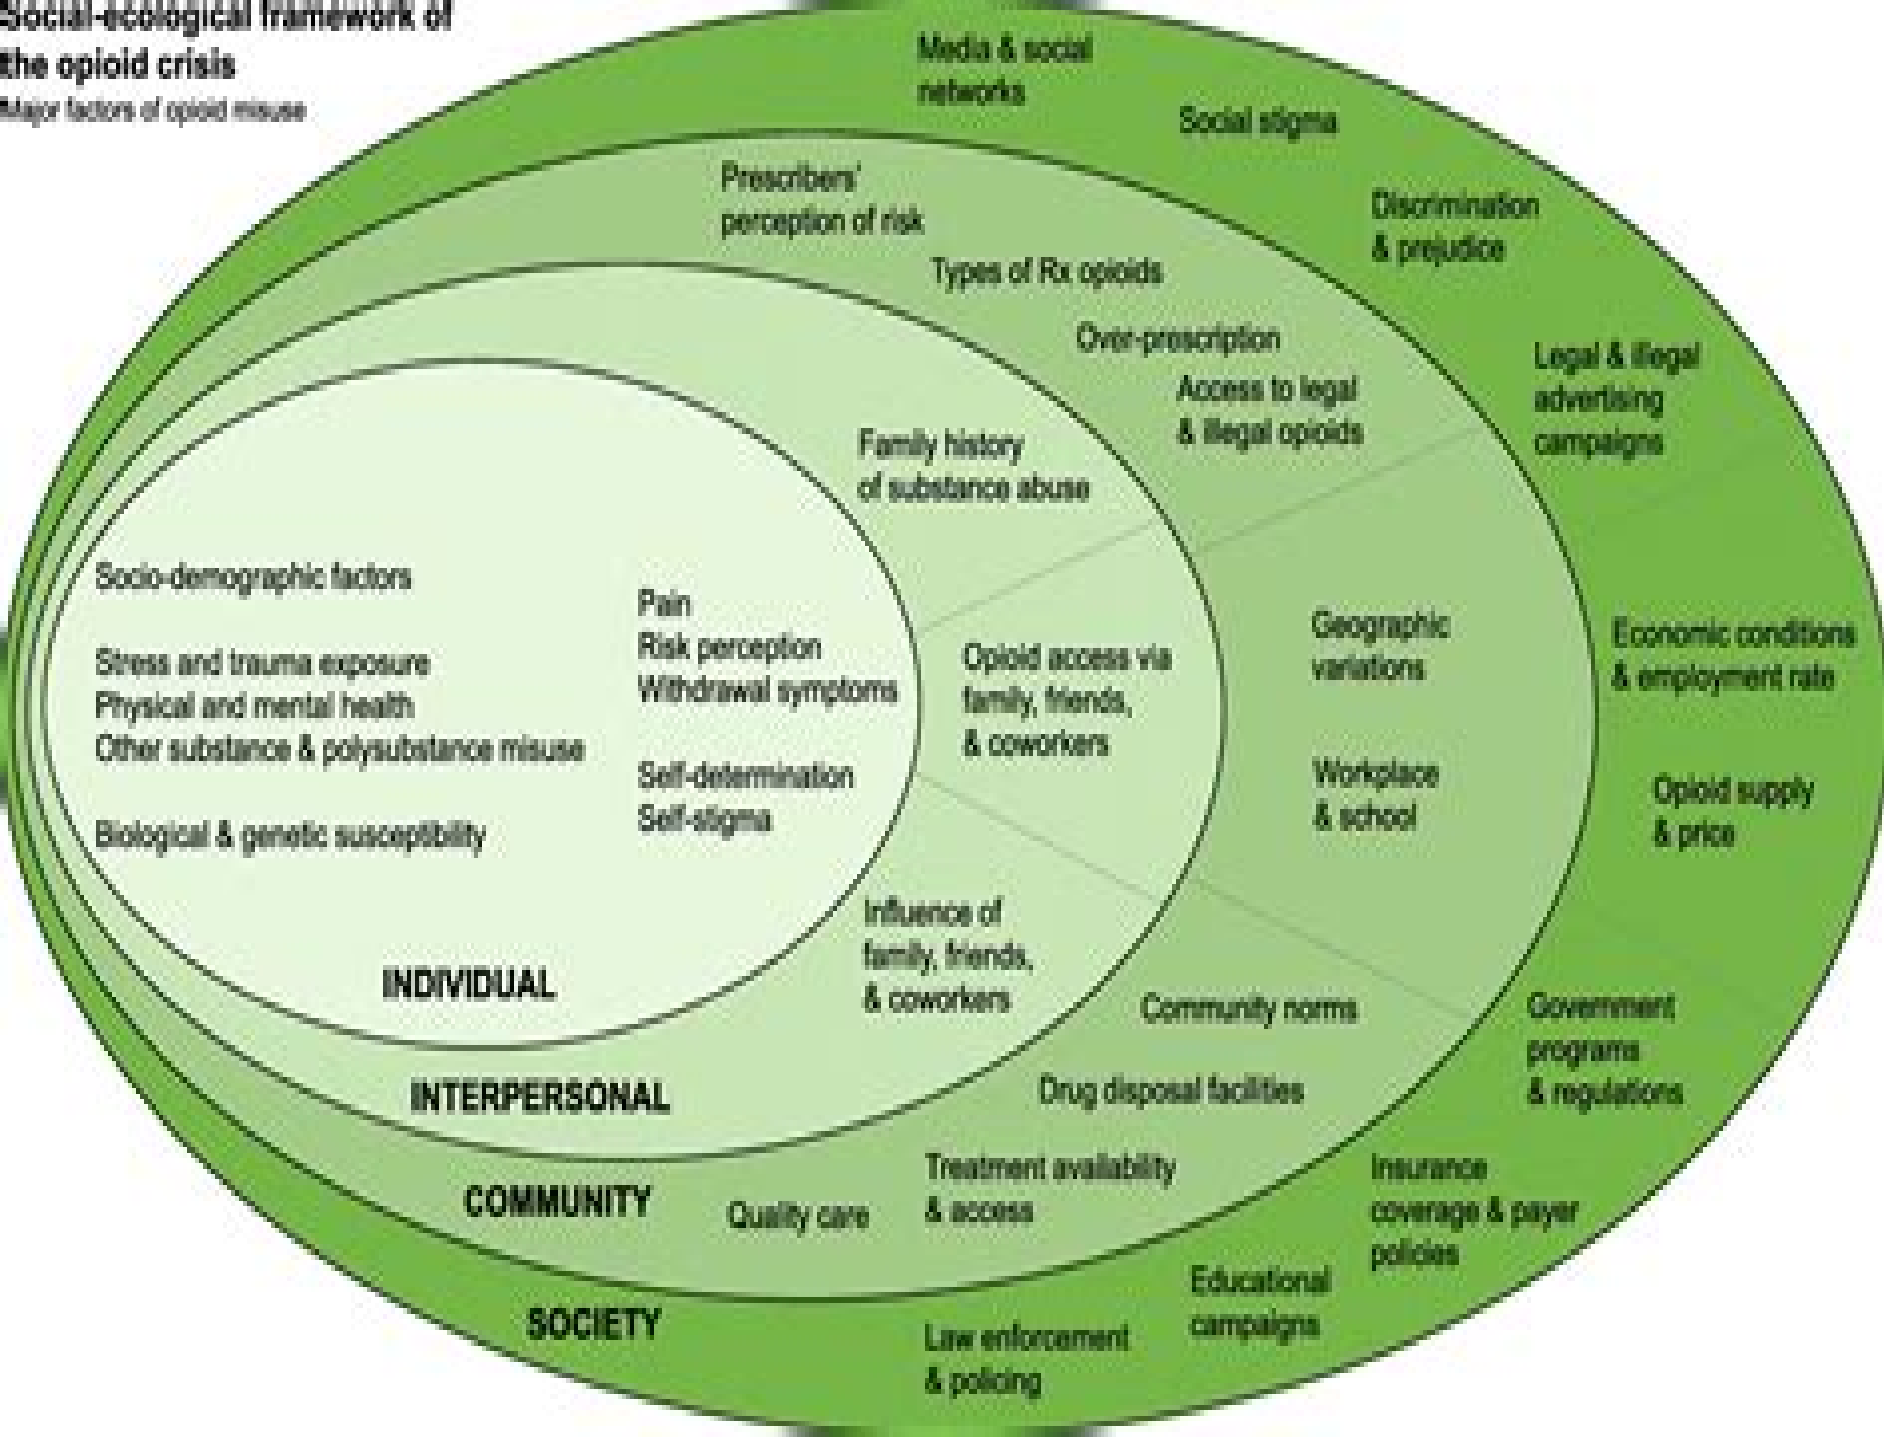 Social-ecological framework of
the opioid crisis
Major factors of opioid misuse
Media & social
networks
Social stigma
Discrimination
& prejudice
Legal & illegal
advertising
campaigns
Economic conditions
& employment rate
Opioid supply
& price
Government
programs
& regulations
Insurance
coverage & payer
policies
Educational
campaigns
Law enforcement
& policing
SOCIETY
Prescribers'
perception of risk
Types of Rx opioids
Over-prescription
Access to legal
& illegal opioids
Geographic
variations
Workplace
& school
Community norms
Drug disposal facilities
Treatment availability
& access
Quality care
COMMUNITY
Family history
of substance abuse
Opioid access via
family, friends,
& coworkers
Influence of
family, friends,
& coworkers
INTERPERSONAL
Socio-demographic factors
Stress and trauma exposure
Physical and mental health
Other substance & polysubstance misuse
Biological & genetic susceptibility
Pain
Risk perception
Withdrawal symptoms
Self-determination
Self-stigma
INDIVIDUAL